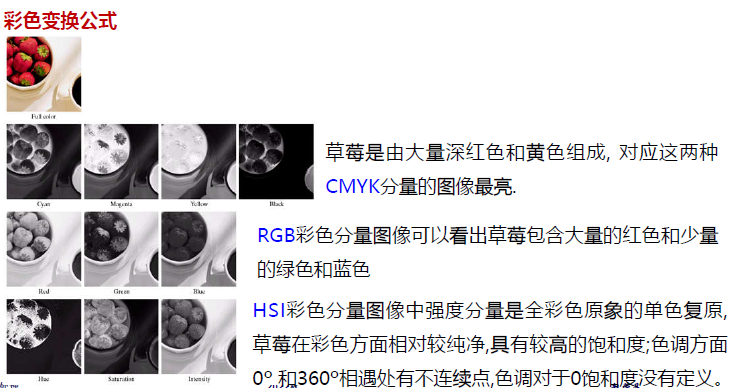 彩色变换公式
Full color
草莓是由大量深红色和黄色组成, 对应这两种
CMYK分量的图像最亮.
Cyan Magenta Yellow Black
RGB彩色分量图像可以看出草莓包含大量的红色和少量
的绿色和蓝色
Red Green Blue
HSI彩色分量图像中强度分量是全彩色原象的单色复原,
草莓在彩色方面相对较纯净,具有较高的饱和度;色调方面
0º 和360º相遇处有不连续点,色调对于0饱和度没有定义。
Hue Saturation Intensity